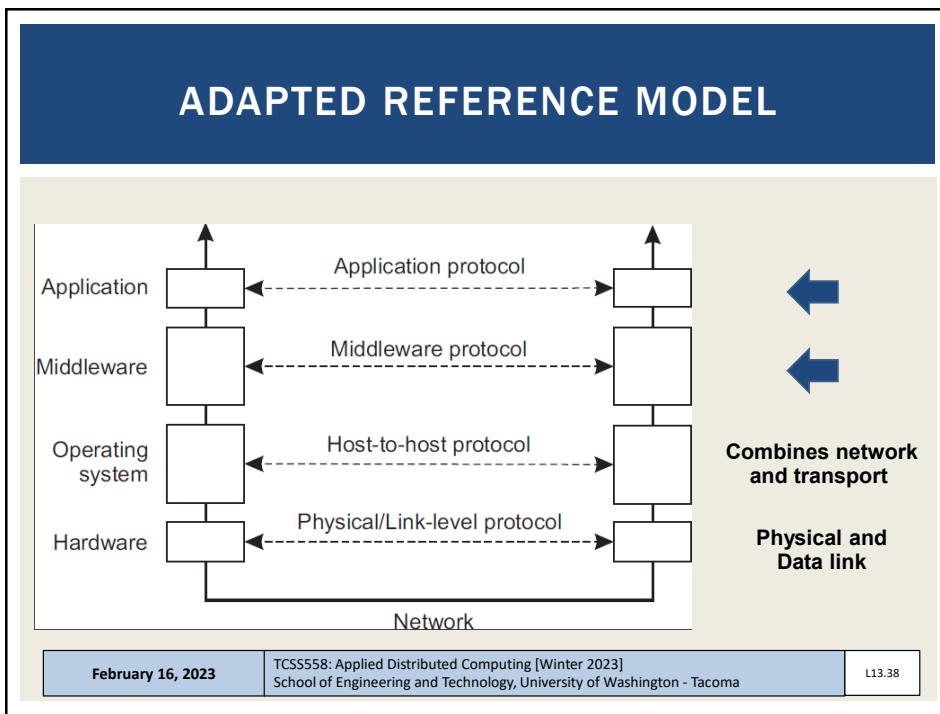 ADAPTED REFERENCE MODEL
Application
Application protocol
Middleware
Middleware protocol
Operating
system
Host-to-host protocol
Combines network
and transport
Hardware
Physical/Link-level protocol
Physical and
Data link
Network
February 16, 2023
TCSS558: Applied Distributed Computing [Winter 2023]
School of Engineering and Technology, University of Washington - Tacoma
L13.38